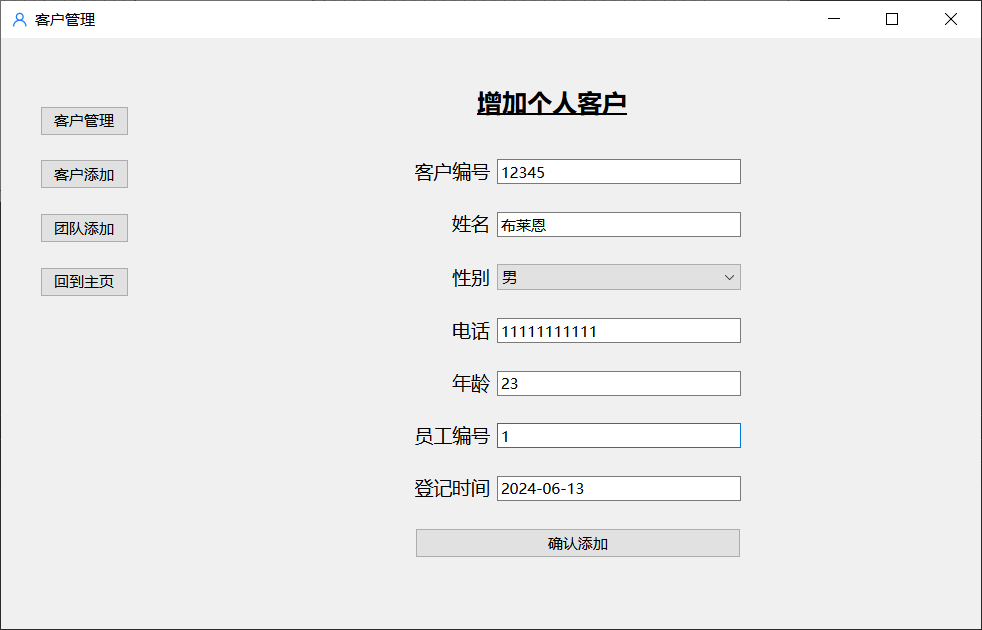 客户管理
增加个人客户
客户管理
客户添加
团队添加
回到主页
客户编号 12345
姓名 布莱恩
性别 男
电话 11111111111
年龄 23
员工编号 1
登记时间 2024-06-13
确认添加